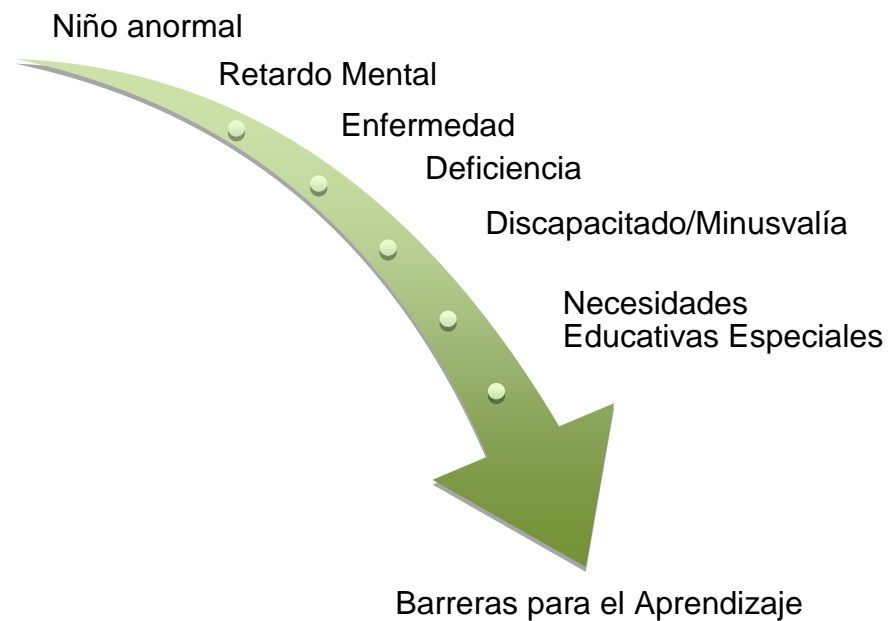 Niño anormal
Retardo Mental
Enfermedad
Deficiencia
Discapacitado/Minusvalía
Necesidades
Educativas Especiales
Barreras para el Aprendizaje